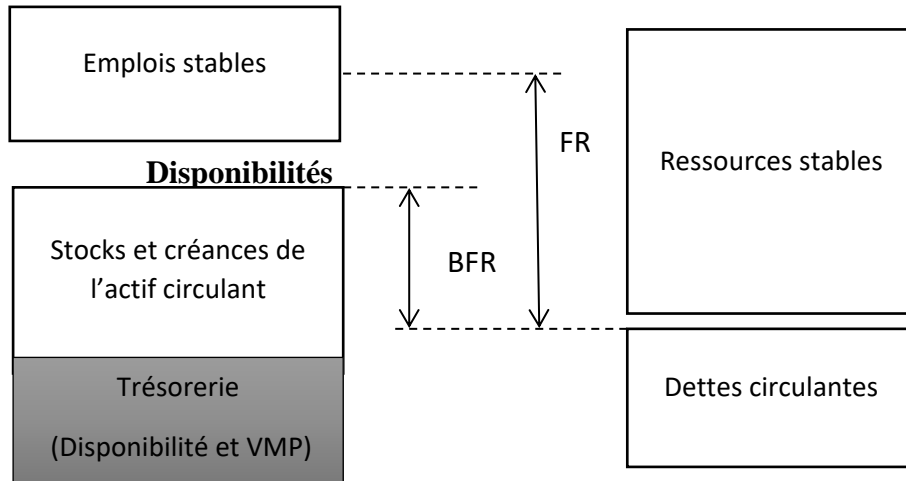 Emplois stables
FR
Ressources stables
Disponibilités
Stocks et créances de
l’actif circulant
BFR
Trésorerie
(Disponibilité et VMP)
Dettes circulantes